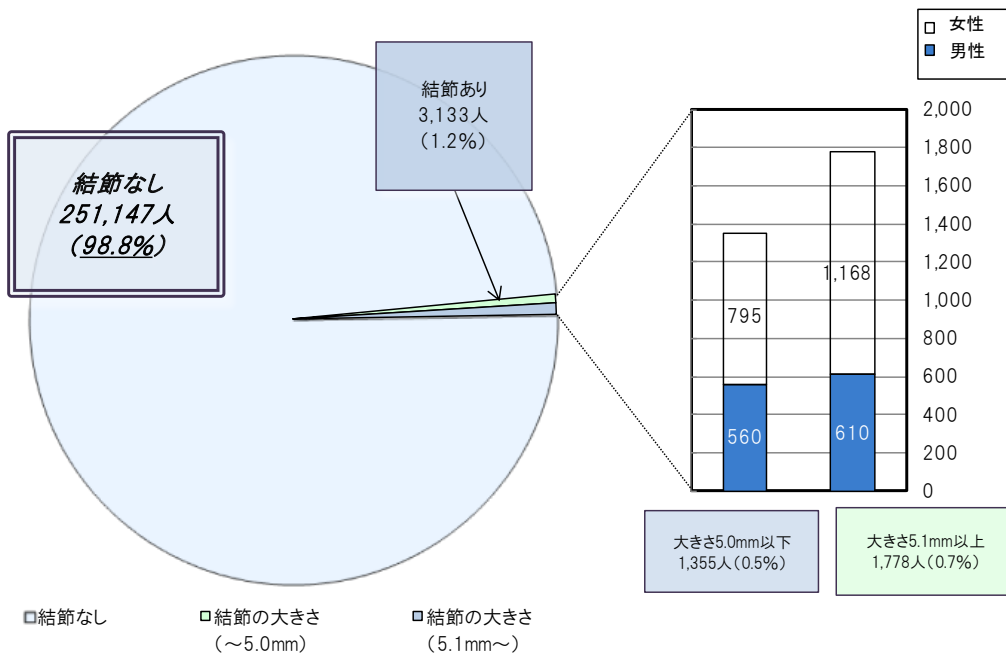 女性
男性
結節あり
3,133人
(1.2%)
結節なし
251,147人
(98.8%)
2,000
1,800
1,600
1,400
1,200
1,000
800
600
400
200
0
1,168
795
560
610
大きさ5.0mm以下
1,355人(0.5%)
大きさ5.1mm以上
1,778人(0.7%)
結節なし
結節の大きさ
(~5.0mm)
結節の大きさ
(5.1mm~)